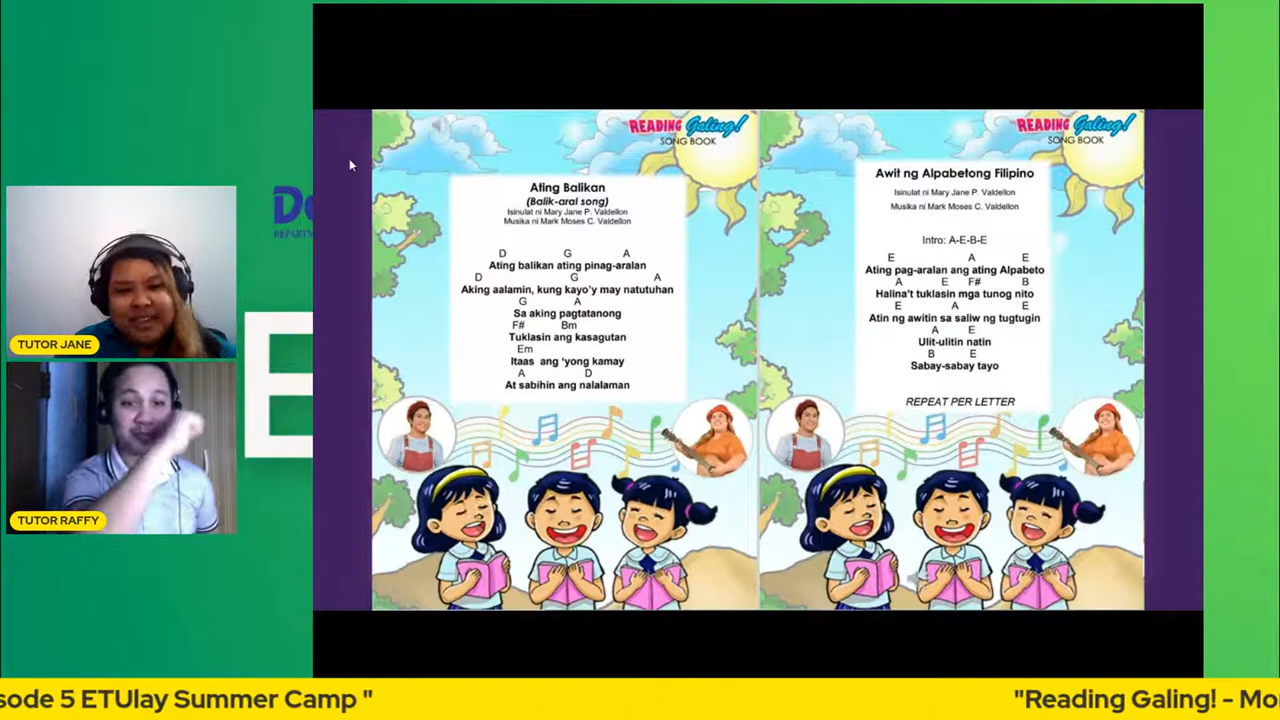 TUTOR JANE
TUTOR RAFFY
READING Galing!
SONG BOOK
Ating Balikan
(Balik-aral song)
Isinulat ni Mary Jane P. Valdellon
Musika ni Mark Moses C. Valdellon
D G A
Ating balikan ating pinag-aralan
D G A
Aking aalamin, kung kayo'y may natutuhan
G A
Sa aking pagtatanong
F# Bm
Tuklasin ang kasagutan
Em
Itaas ang 'yong kamay
A D
At sabihin ang nalalaman
READING Galing!
SONG BOOK
Awit ng Alpabetong Filipino
Isinulat ni Mary Jane P. Valdellon
Musika ni Mark Moses C. Valdellon
Intro: A-E-B-E
E A E
Ating pag-aralan ang ating Alpabeto
A E F# B
Halina't tuklasin mga tunog nito
E A E
Atin ng awitin sa saliw ng tugtugin
A E
Ulit-ulitin natin
B E
Sabay-sabay tayo
REPEAT PER LETTER
sode 5 ETUlay Summer Camp " "Reading Galing! - Mo